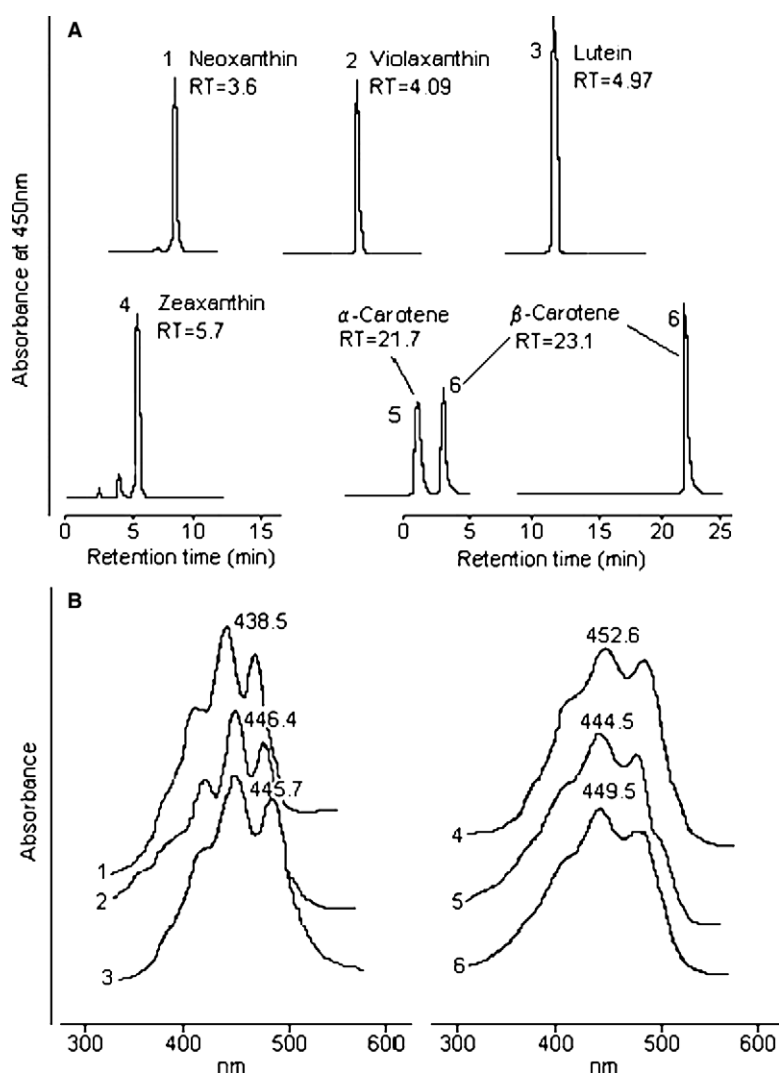 A
1 Neoxanthin
RT=3.6
2 Violaxanthin
RT=4.09
3 Lutein
RT=4.97
Absorbance at 450nm
4 Zeaxanthin
RT=5.7
α-Carotene
RT=21.7
β-Carotene
RT=23.1
5
6
6
0 5 10 15
Retention time (min)
0 10 15 20 25
Retention time (min)
B
438.5
446.4
445.7
1
2
3
452.6
444.5
449.5
4
5
6
Absorbance
300 400 500 600
nm
300 400 500 600
nm